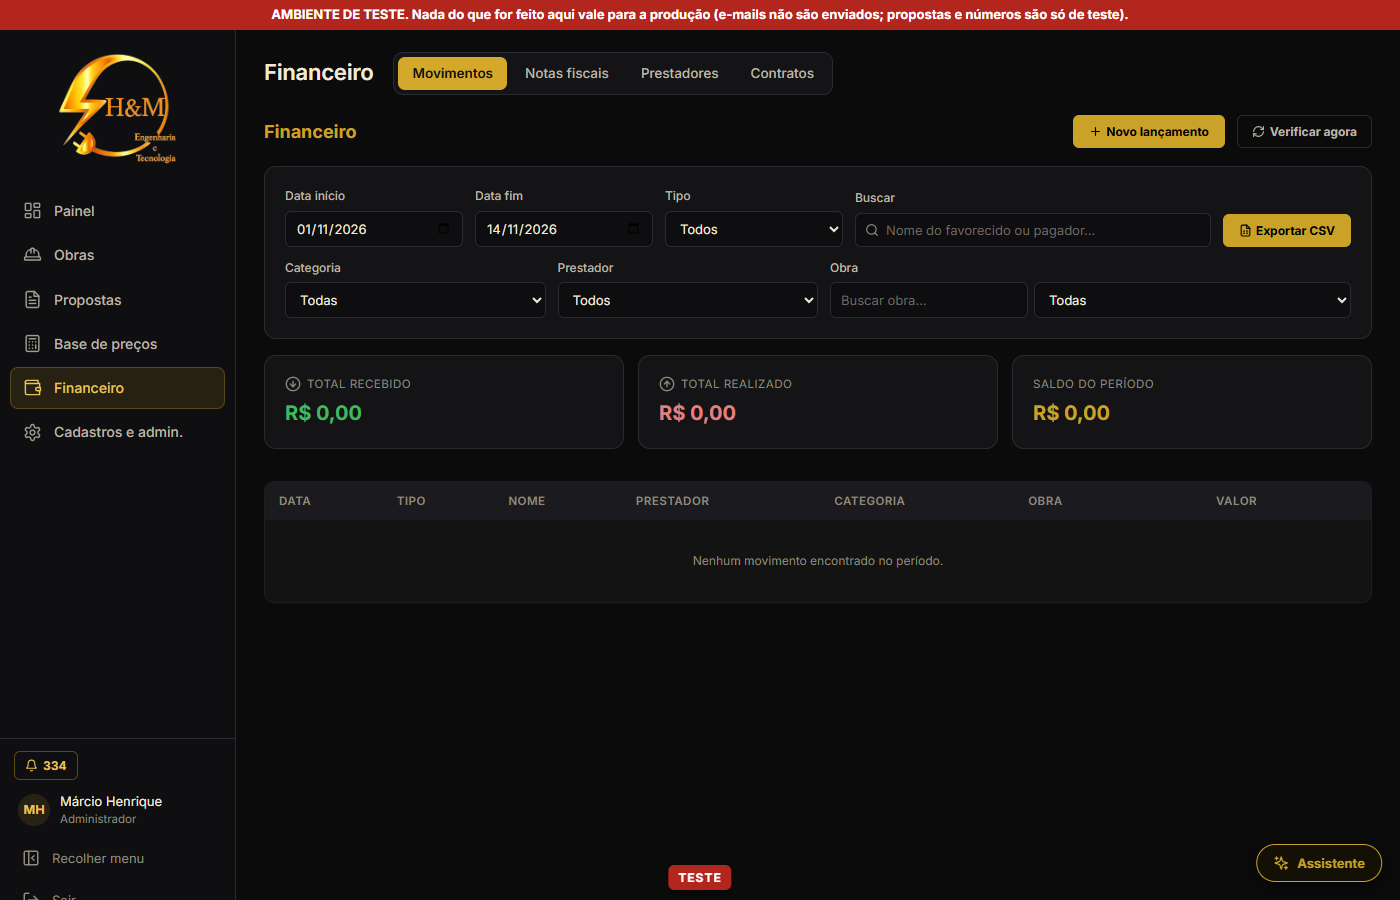 AMBIENTE DE TESTE. Nada do que for feito aqui vale para a produção (e-mails não são enviados; propostas e números são só de teste).
H&M
Engenharia
e
Tecnologia
Painel
Obras
Propostas
Base de preços
Financeiro
Cadastros e admin.
334
MH
Márcio Henrique
Administrador
Recolher menu
Sair
Financeiro
Movimentos
Notas fiscais
Prestadores
Contratos
Financeiro
+ Novo lançamento
Verificar agora
Data início
Data fim
Tipo
Buscar
01/11/2026
14/11/2026
Todos
Nome do favorecido ou pagador...
Exportar CSV
Categoria
Prestador
Obra
Todas
Todos
Buscar obra...
Todas
TOTAL RECEBIDO
R$ 0,00
TOTAL REALIZADO
R$ 0,00
SALDO DO PERÍODO
R$ 0,00
DATA TIPO NOME PRESTADOR CATEGORIA OBRA VALOR
Nenhum movimento encontrado no período.
TESTE
Assistente